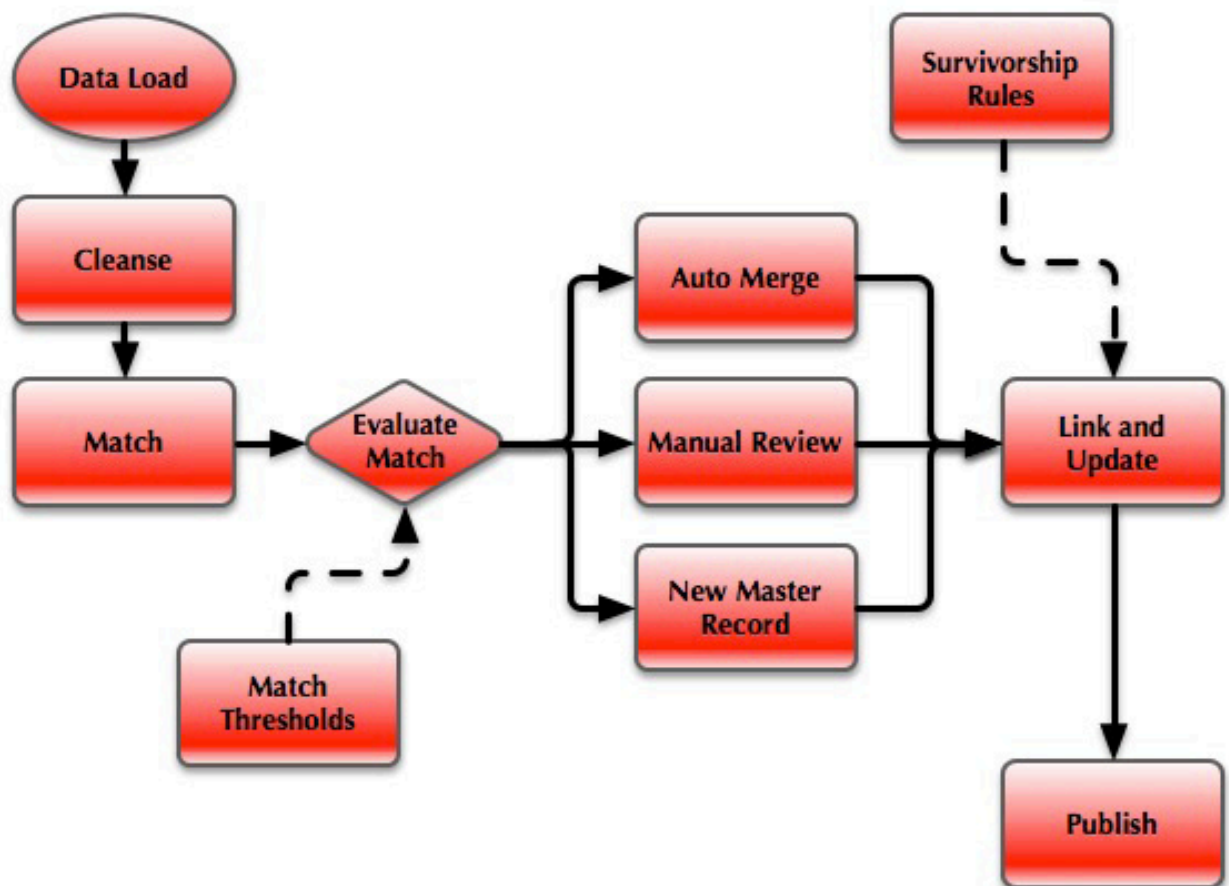 Data Load
Survivorship
Rules
Cleanse
Auto Merge
Match
Evaluate
Match
Manual Review
Link and
Update
New Master
Record
Match
Thresholds
Publish